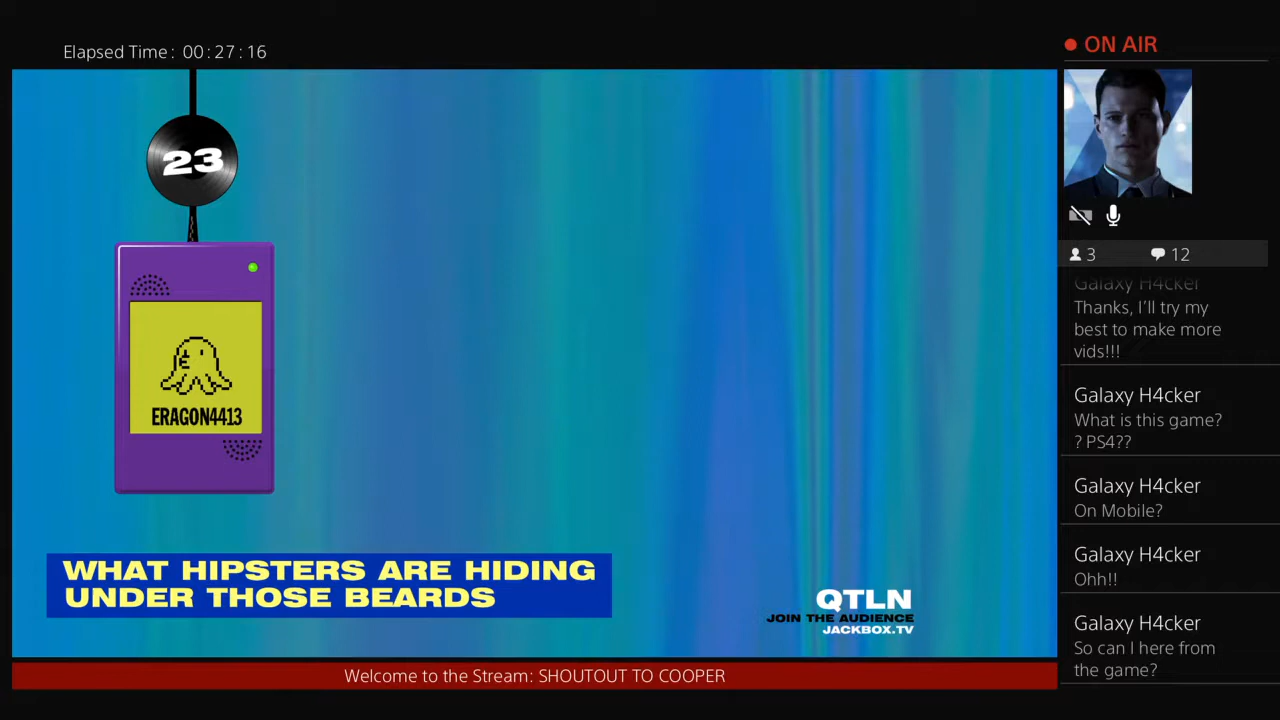 Elapsed Time: 00:27:16
ON AIR
23
ERAGON4413
WHAT HIPSTERS ARE HIDING
UNDER THOSE BEARDS
QTLN
JOIN THE AUDIENCE
JACKBOX.TV
Welcome to the Stream: SHOUTOUT TO COOPER
3 12
Galaxy H4cker
Thanks, I'll try my
best to make more
vids!!!
Galaxy H4cker
What is this game?
? PS4??
Galaxy H4cker
On Mobile?
Galaxy H4cker
Ohh!!
Galaxy H4cker
So can I here from
the game?